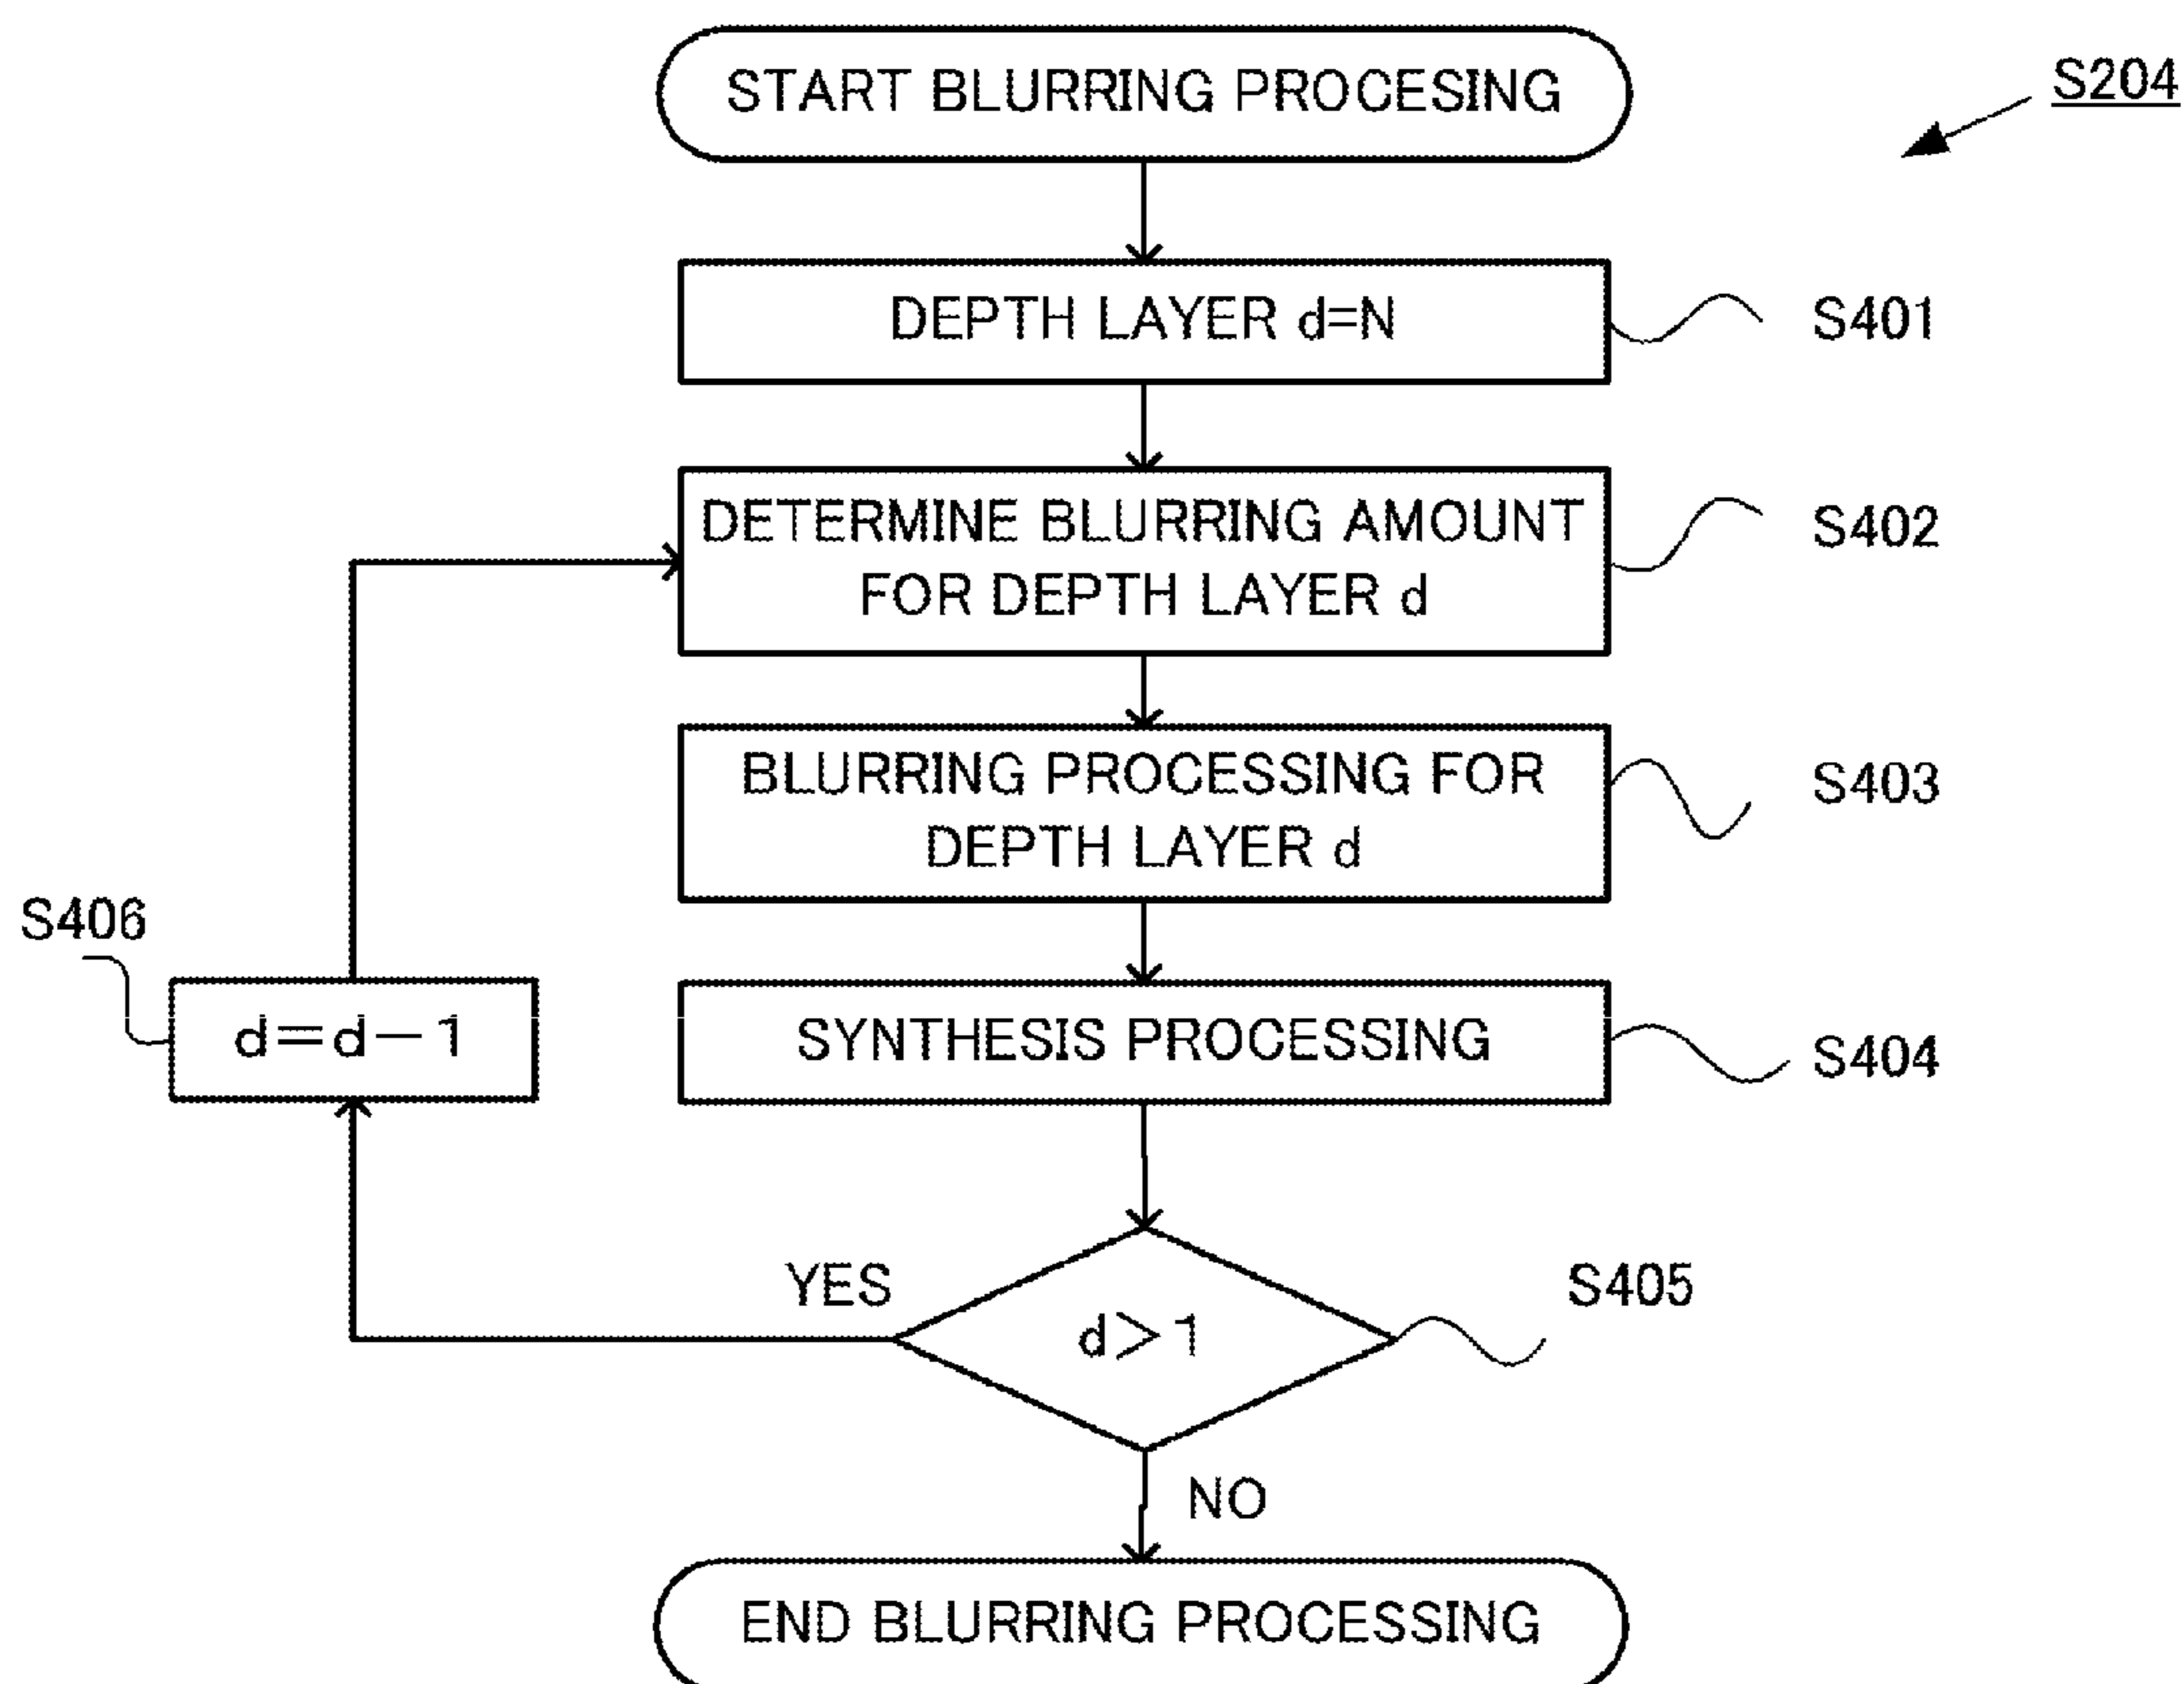 START BLURRING PROCESING
S204
DEPTH LAYER d=N
S401
DETERMINE BLURRING AMOUNT
FOR DEPTH LAYER d
S402
BLURRING PROCESSING FOR
DEPTH LAYER d
S403
S406
d=d-1
SYNTHESIS PROCESSING
S404
YES
d>1
S405
NO
END BLURRING PROCESSING